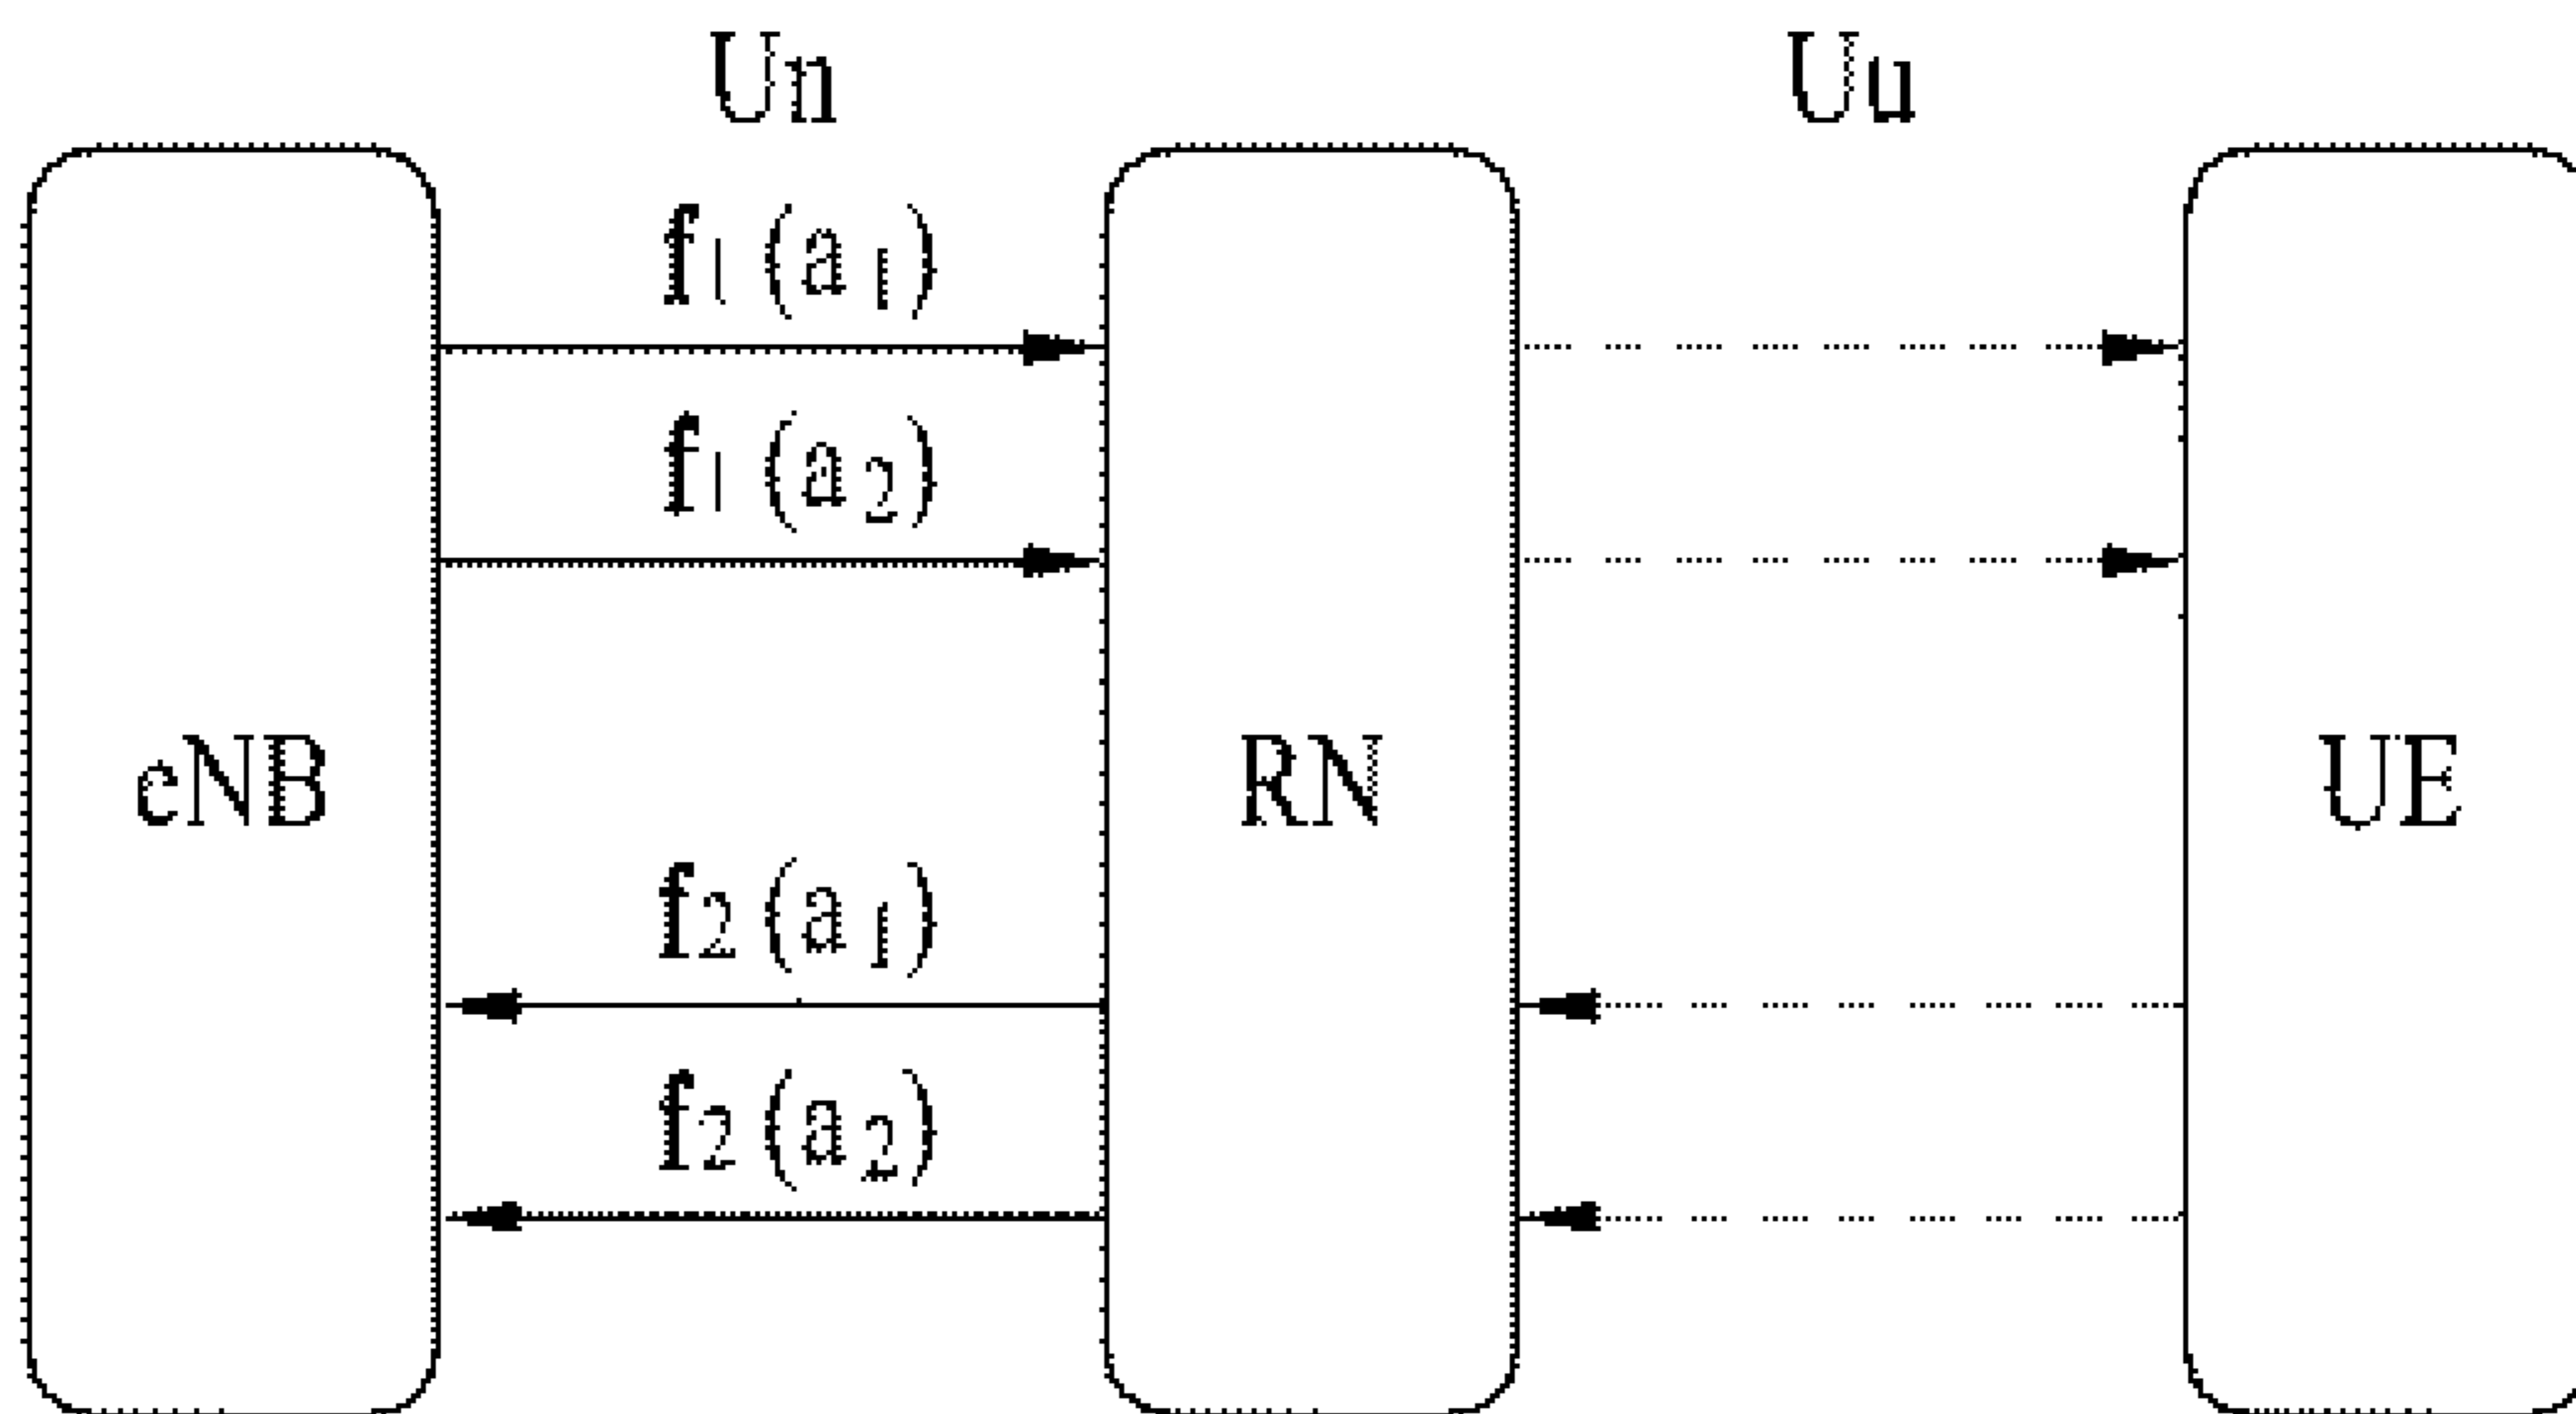 Un Uu
f₁(a₁)
f₁(a₂)
eNB RN UE
f₂(a₁)
f₂(a₂)